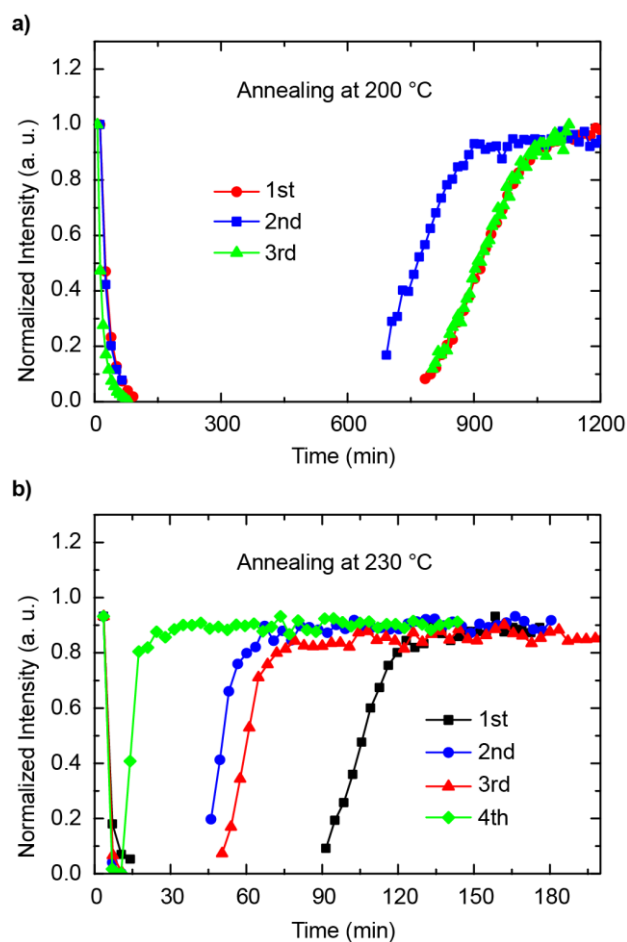 a)
1.2
1.0
0.8
0.6
0.4
0.2
0.0
Normalized Intensity (a. u.)
Annealing at 200 °C
1st
2nd
3rd
0 300 600 900 1200
Time (min)
b)
1.2
1.0
0.8
0.6
0.4
0.2
0.0
Normalized Intensity (a. u.)
Annealing at 230 °C
1st
2nd
3rd
4th
0 30 60 90 120 150 180
Time (min)